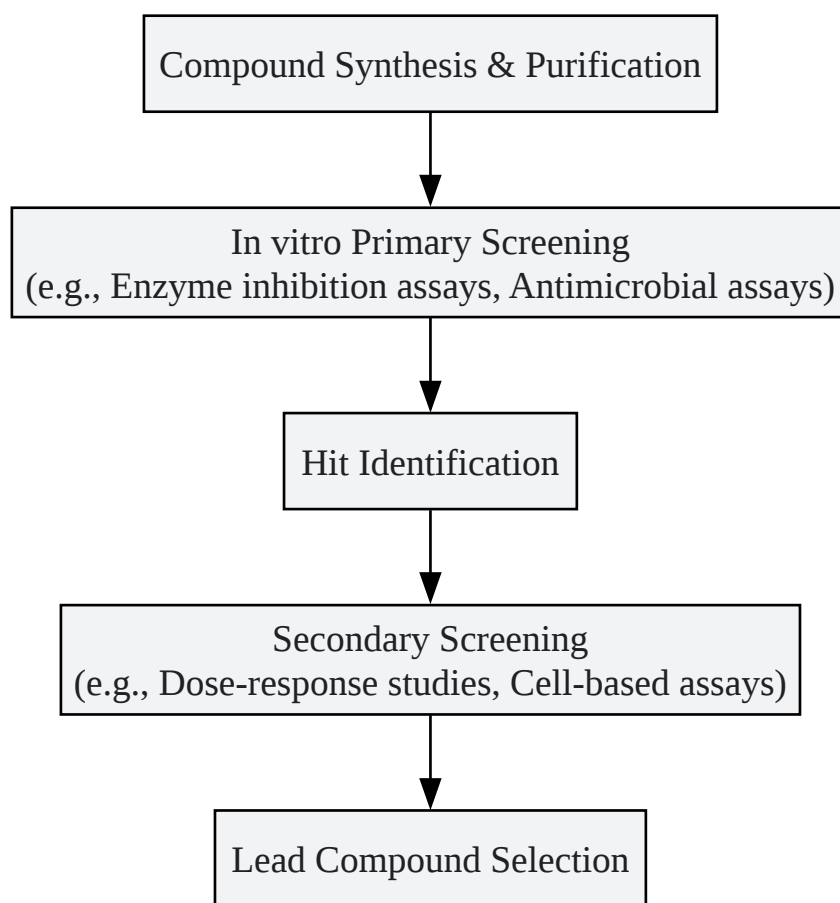 Compound Synthesis & Purification
In vitro Primary Screening
(e.g., Enzyme inhibition assays, Antimicrobial assays)
Hit Identification
Secondary Screening
(e.g., Dose-response studies, Cell-based assays)
Lead Compound Selection